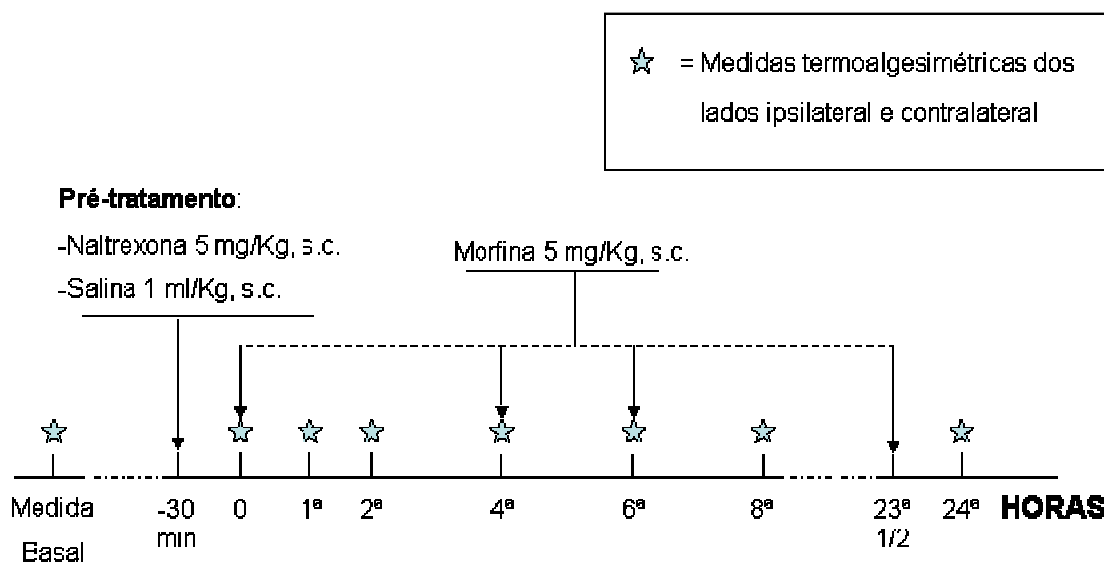 = Medidas termoalgesimétricas dos
lados ipsilateral e contralateral
Pré-tratamento:
-Naltrexona 5 mg/Kg, s.c.
-Salina 1 ml/Kg, s.c.
Morfina 5 mg/Kg, s.c.
Medida
Basal
-30
min
0
1ª
2ª
4ª
6ª
8ª
23ª
1/2
24ª
HORAS